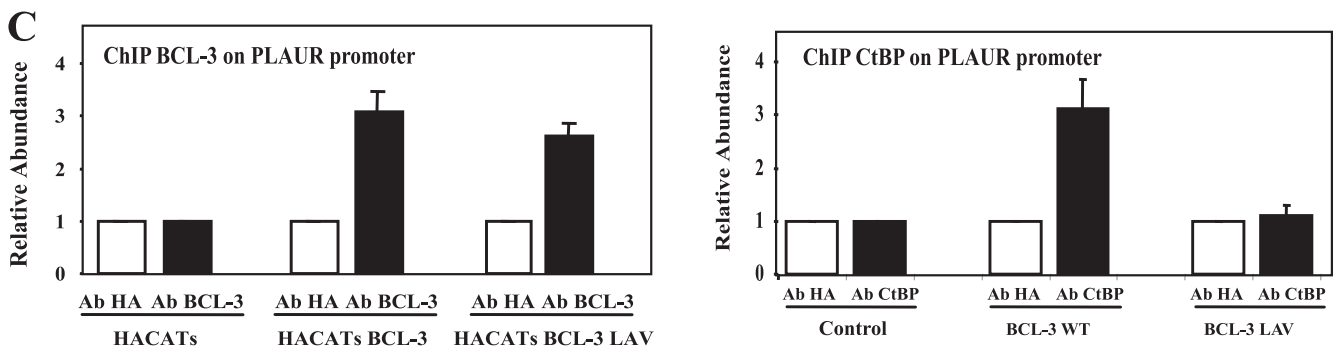 C
ChIP BCL-3 on PLAUR promoter
Relative Abundance
4
3
2
1
0
Ab HA Ab BCL-3 Ab HA Ab BCL-3 Ab HA Ab BCL-3
HACATs HACATs BCL-3 HACATs BCL-3 LAV
ChIP CtBP on PLAUR promoter
Relative Abundance
4
3
2
1
0
Ab HA Ab CtBP Ab HA Ab CtBP Ab HA Ab CtBP
Control BCL-3 WT BCL-3 LAV